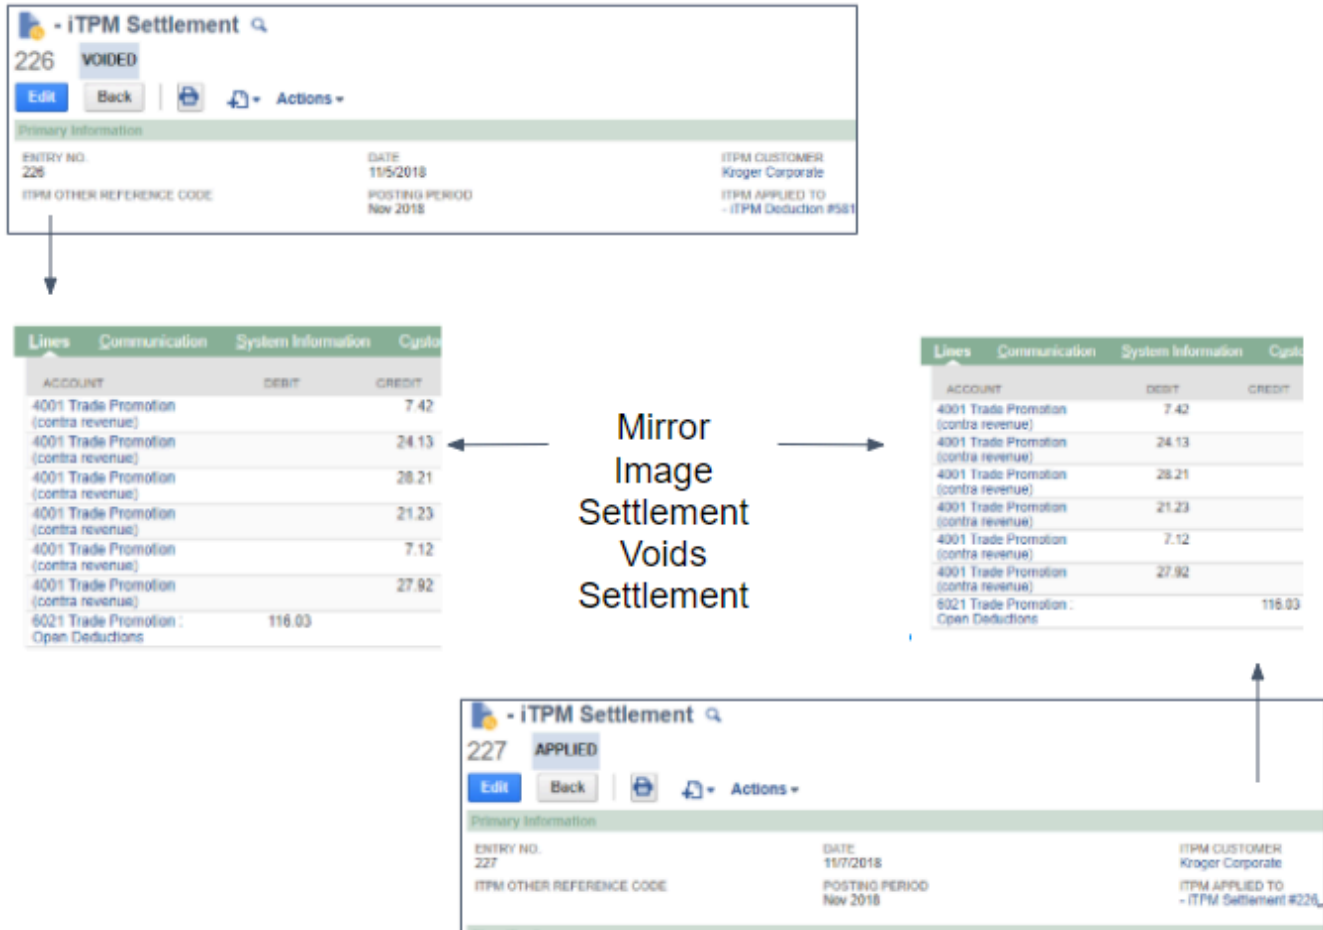 - iTPM Settlement
226 VOIDED
Edit Back Actions
Primary Information
ENTRY NO. DATE ITPM CUSTOMER
226 11/5/2018 Kroger Corporate
ITPM OTHER REFERENCE CODE POSTING PERIOD ITPM APPLIED TO
Nov 2018 - iTPM Deduction #581
Lines Communication System Information Custo
ACCOUNT DEBIT CREDIT
4001 Trade Promotion 7.42
(contra revenue)
4001 Trade Promotion 24.13
(contra revenue)
4001 Trade Promotion 28.21
(contra revenue)
4001 Trade Promotion 21.23
(contra revenue)
4001 Trade Promotion 7.12
(contra revenue)
4001 Trade Promotion 27.92
(contra revenue)
6021 Trade Promotion : 116.03
Open Deductions
Mirror
Image
Settlement
Voids
Settlement
Lines Communication System Information Custo
ACCOUNT DEBIT CREDIT
4001 Trade Promotion 7.42
(contra revenue)
4001 Trade Promotion 24.13
(contra revenue)
4001 Trade Promotion 28.21
(contra revenue)
4001 Trade Promotion 21.23
(contra revenue)
4001 Trade Promotion 7.12
(contra revenue)
4001 Trade Promotion 27.92
(contra revenue)
6021 Trade Promotion : 116.03
Open Deductions
- iTPM Settlement
227 APPLIED
Edit Back Actions
Primary Information
ENTRY NO. DATE ITPM CUSTOMER
227 11/7/2018 Kroger Corporate
ITPM OTHER REFERENCE CODE POSTING PERIOD ITPM APPLIED TO
Nov 2018 - iTPM Settlement #226